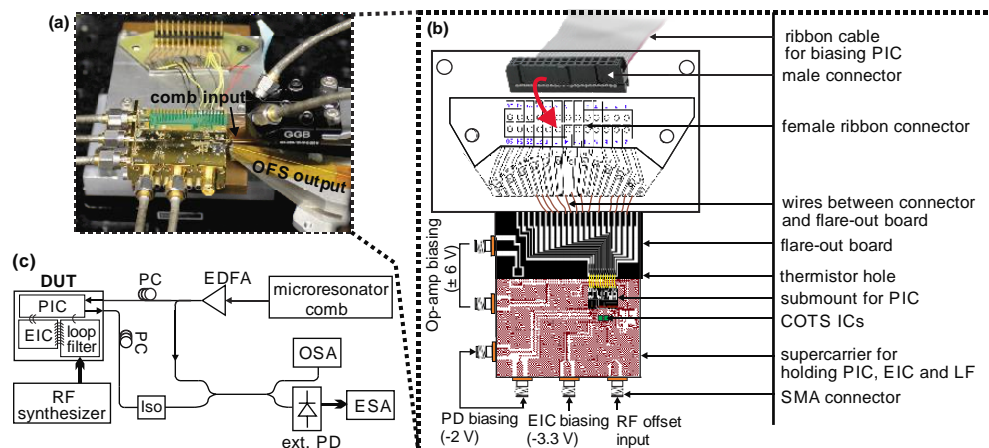 (a)
comb input
GGB
OFS output
(b)
ribbon cable
for biasing PIC
male connector
female ribbon connector
wires between connector
and flare-out board
flare-out board
thermistor hole
submount for PIC
COTS ICs
supercarrier for
holding PIC, EIC and LF
SMA connector
Op-amp biasing
(± 6 V)
PD biasing
(-2 V)
EIC biasing
(-3.3 V)
RF offset
input
(c)
DUT
PIC
EIC
loop
filter
RF
synthesizer
PC
PC
EDFA
microresonator
comb
Iso
OSA
ESA
ext. PD